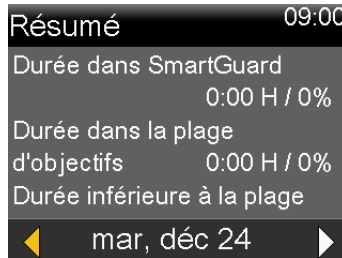 Résumé 09:00
Durée dans SmartGuard
0:00 H / 0%
Durée dans la plage
d'objectifs 0:00 H / 0%
Durée inférieure à la plage
mar, déc 24